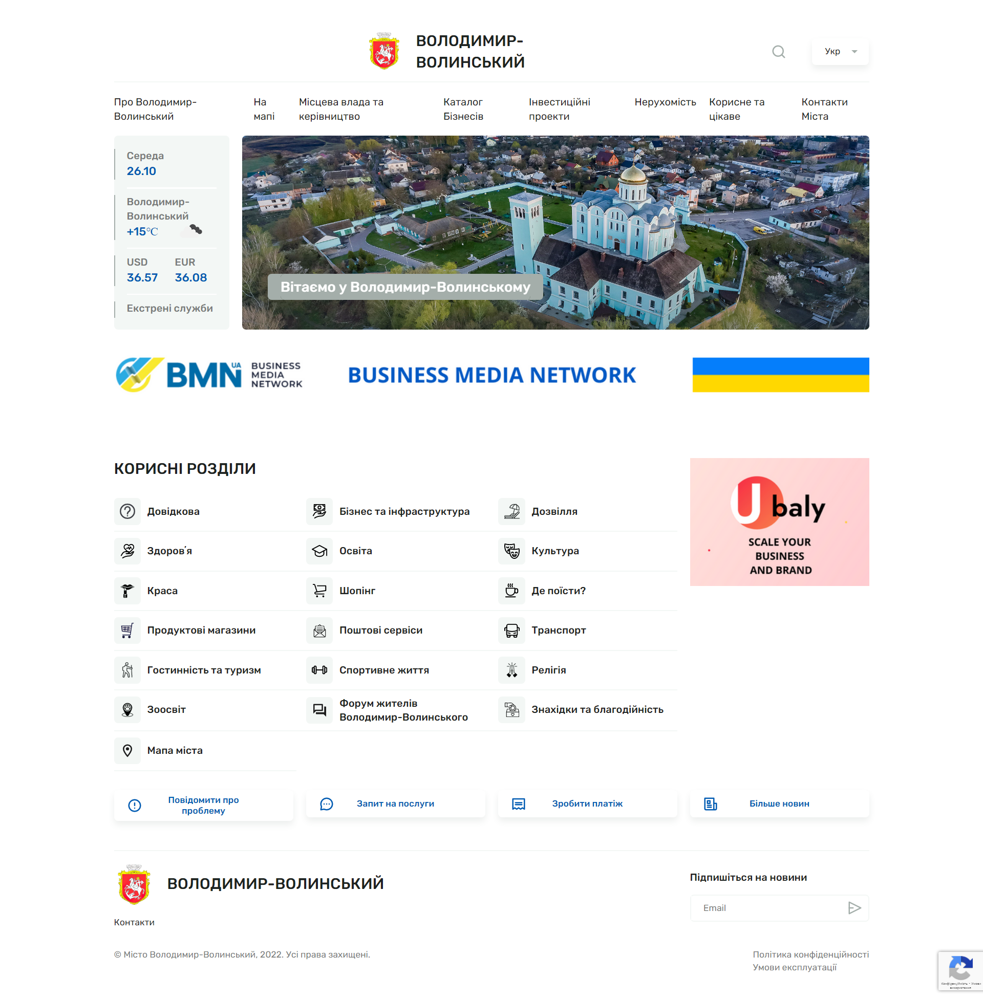 ВОЛОДИМИР-
ВОЛИНСЬКИЙ
Укр
Про Володимир-
Волинський
На
мапі
Місцева влада та
керівництво
Каталог
Бізнесів
Інвестиційні
проекти
Нерухомість
Корисне та
цікаве
Контакти
Міста
Середа
26.10
Володимир-
Волинський
+15°C
USD EUR
36.57 36.08
Екстрені служби
Вітаємо у Володимир-Волинському
BMN UA
BUSINESS
MEDIA
NETWORK
BUSINESS MEDIA NETWORK
КОРИСНІ РОЗДІЛИ
Довідкова
Бізнес та інфраструктура
Дозвілля
Здоров'я
Освіта
Культура
Краса
Шопінг
Де поїсти?
Продуктові магазини
Поштові сервіси
Транспорт
Гостинність та туризм
Спортивне життя
Релігія
Зоосвіт
Форум жителів
Володимир-Волинського
Знахідки та благодійність
Мапа міста
Ubaly
SCALE YOUR
BUSINESS
AND BRAND
Повідомити про
проблему
Запит на послуги
Зробити платіж
Більше новин
ВОЛОДИМИР-ВОЛИНСЬКИЙ
Контакти
Підпишіться на новини
Email
© Місто Володимир-Волинський, 2022. Усі права захищені.
Політика конфіденційності
Умови експлуатації
Конфіденційність - Умови
використання